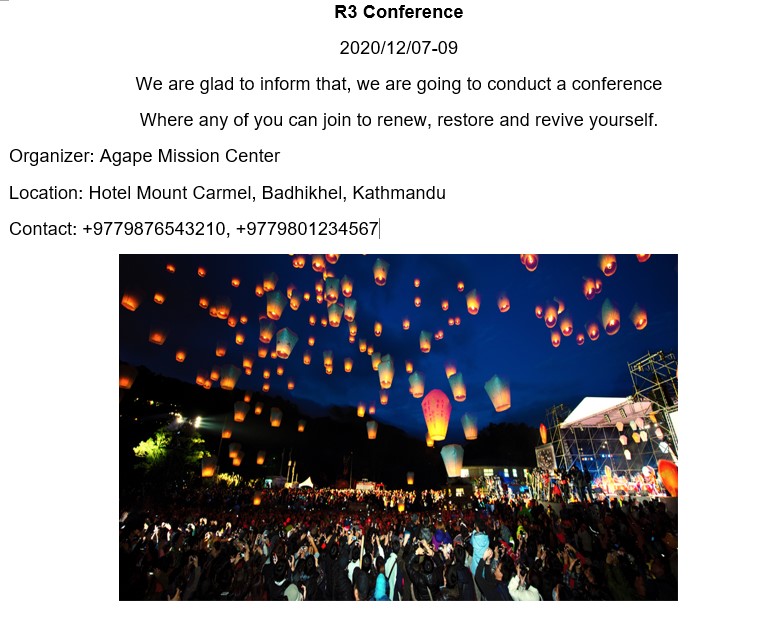 R3 Conference
2020/12/07-09
We are glad to inform that, we are going to conduct a conference
Where any of you can join to renew, restore and revive yourself.
Organizer: Agape Mission Center
Location: Hotel Mount Carmel, Badhikhel, Kathmandu
Contact: +9779876543210, +9779801234567